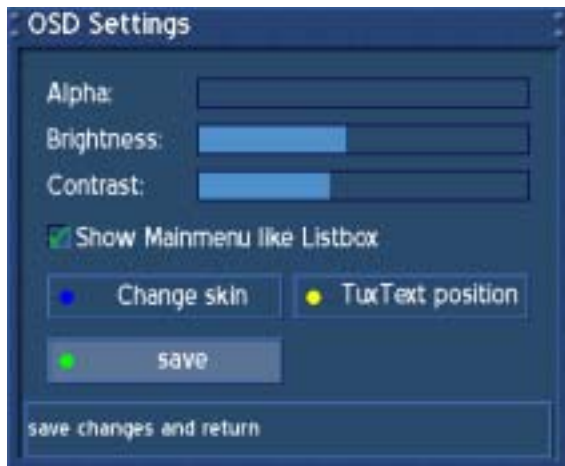 OSD Settings
Alpha:
Brightness:
Contrast:
Show Mainmenu like Listbox
Change skin
TuxText position
save
save changes and return